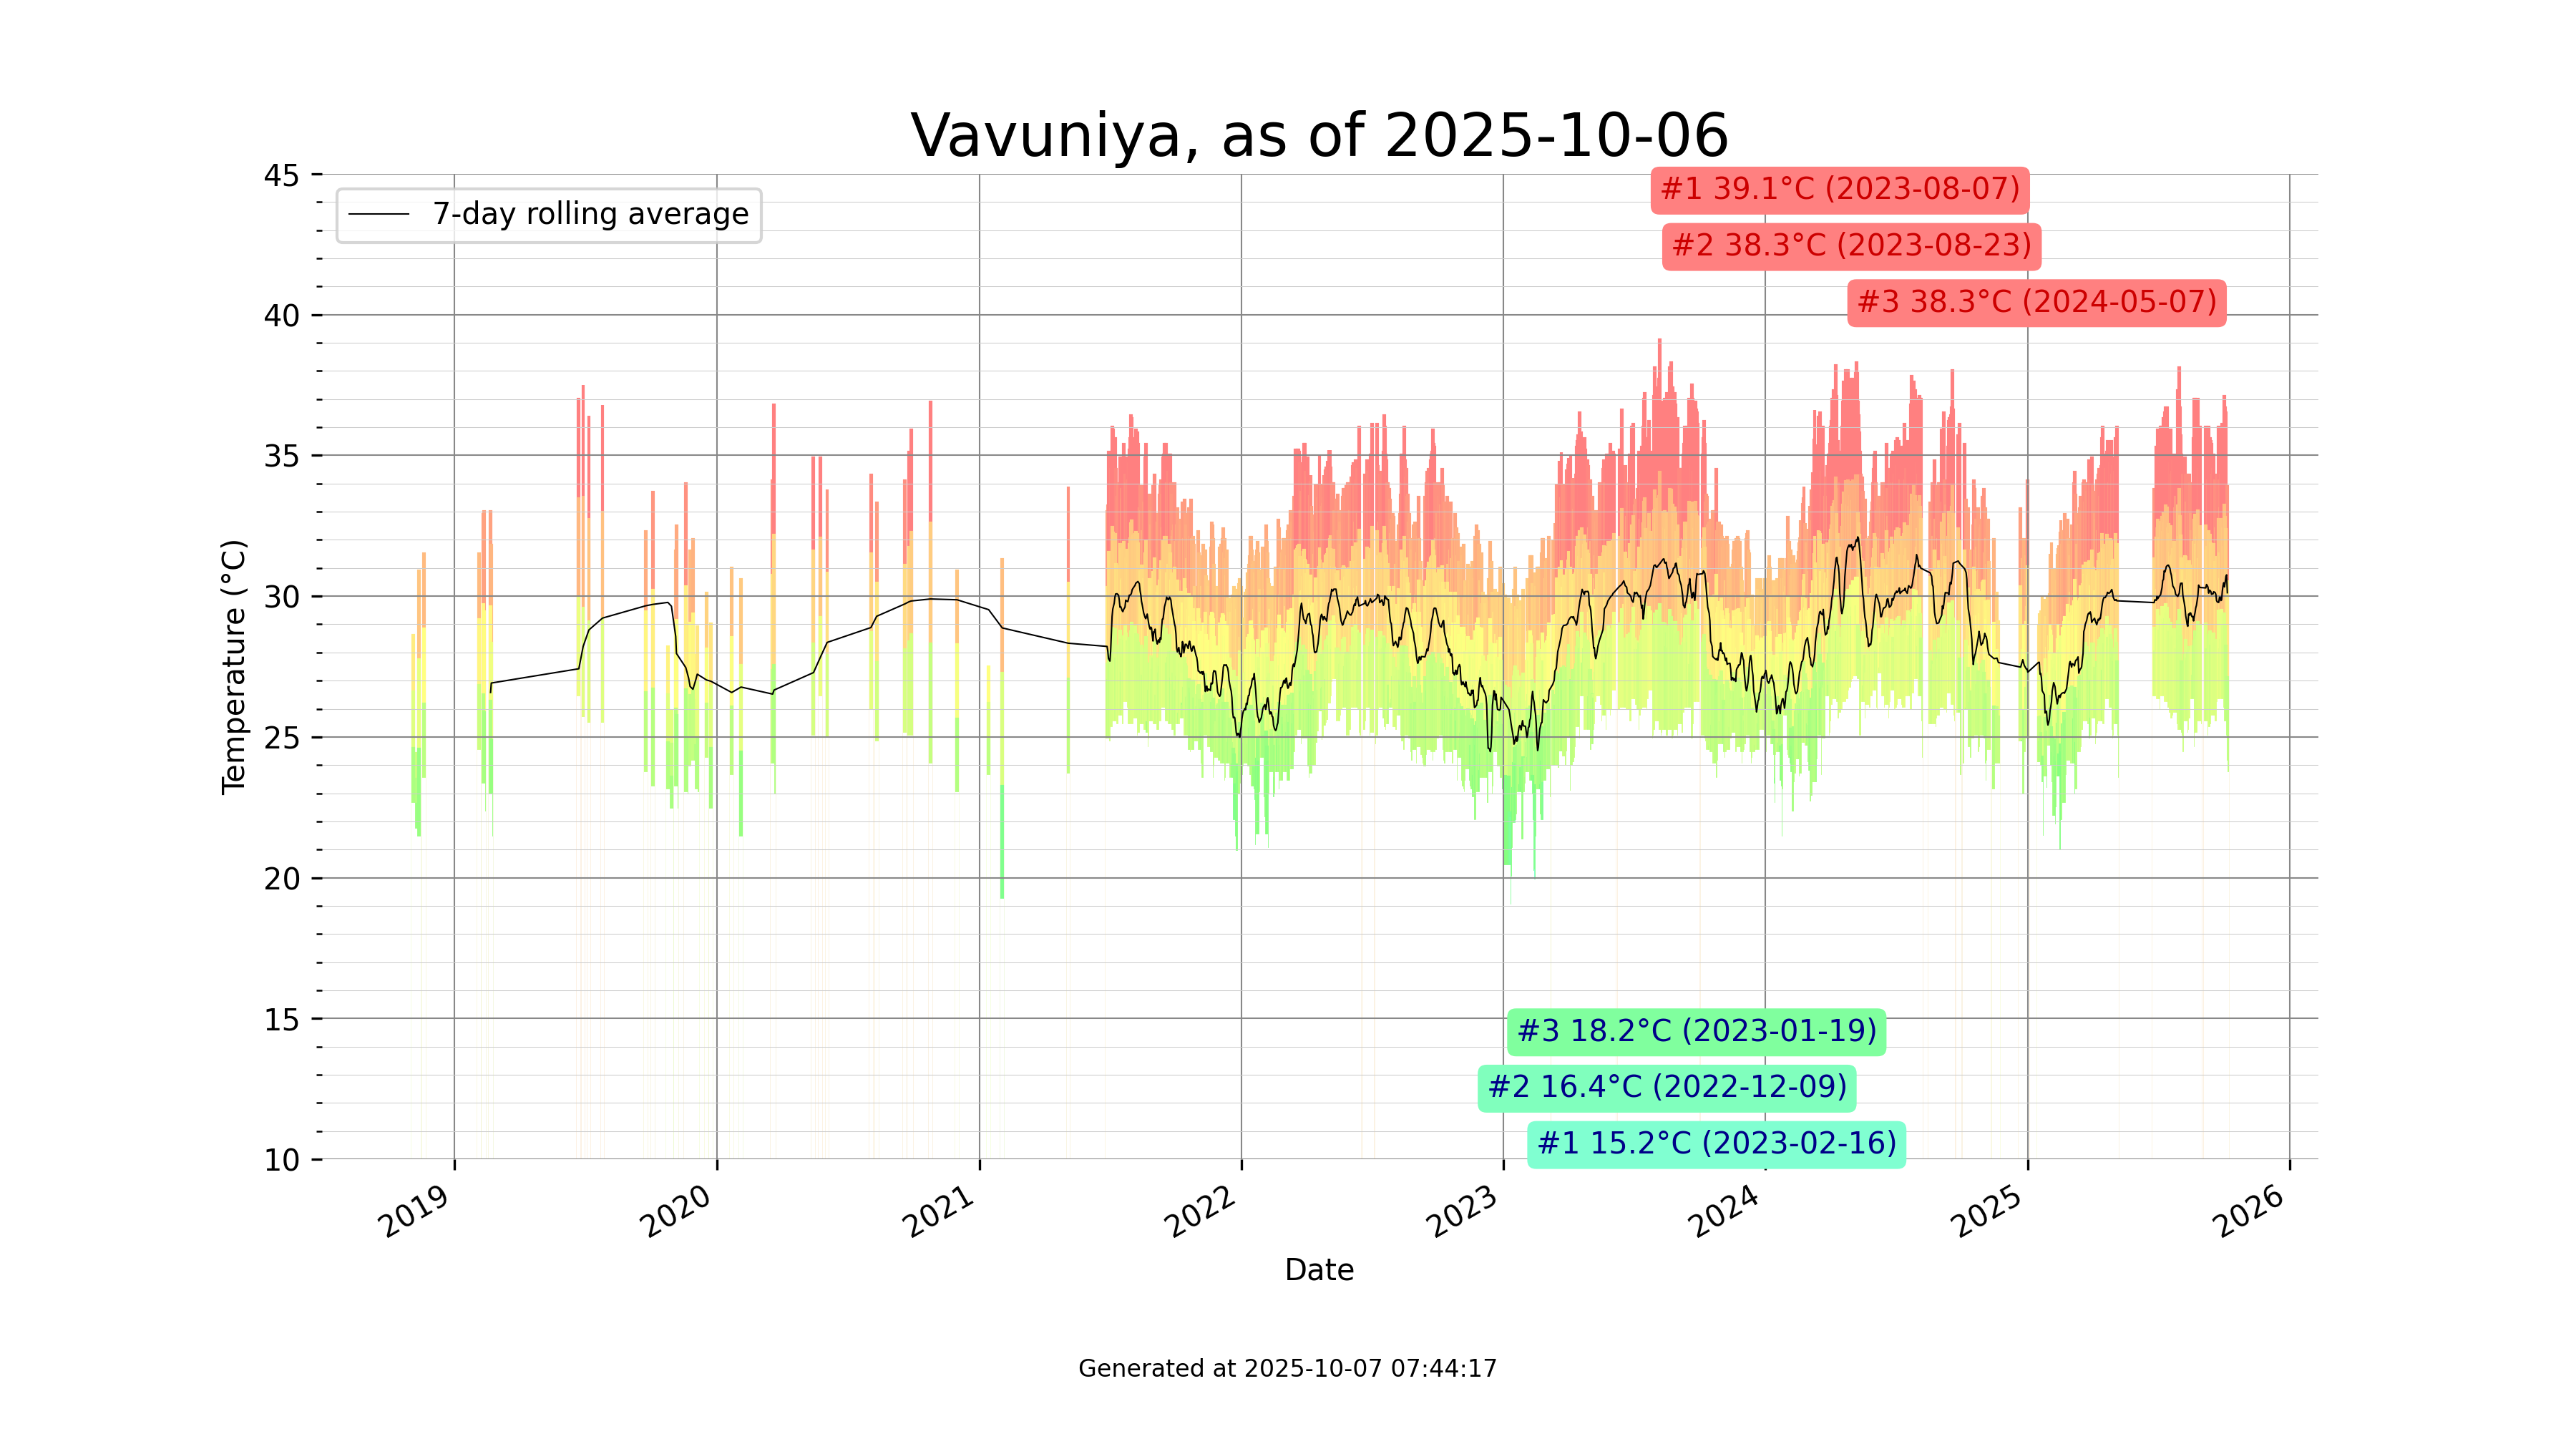 Vavuniya, as of 2025-10-06
45
40
35
30
25
20
15
10
Temperature (°C)
7-day rolling average
#1 39.1°C (2023-08-07)
#2 38.3°C (2023-08-23)
#3 38.3°C (2024-05-07)
#3 18.2°C (2023-01-19)
#2 16.4°C (2022-12-09)
#1 15.2°C (2023-02-16)
2019
2020
2021
2022
2023
2024
2025
2026
Date
Generated at 2025-10-07 07:44:17